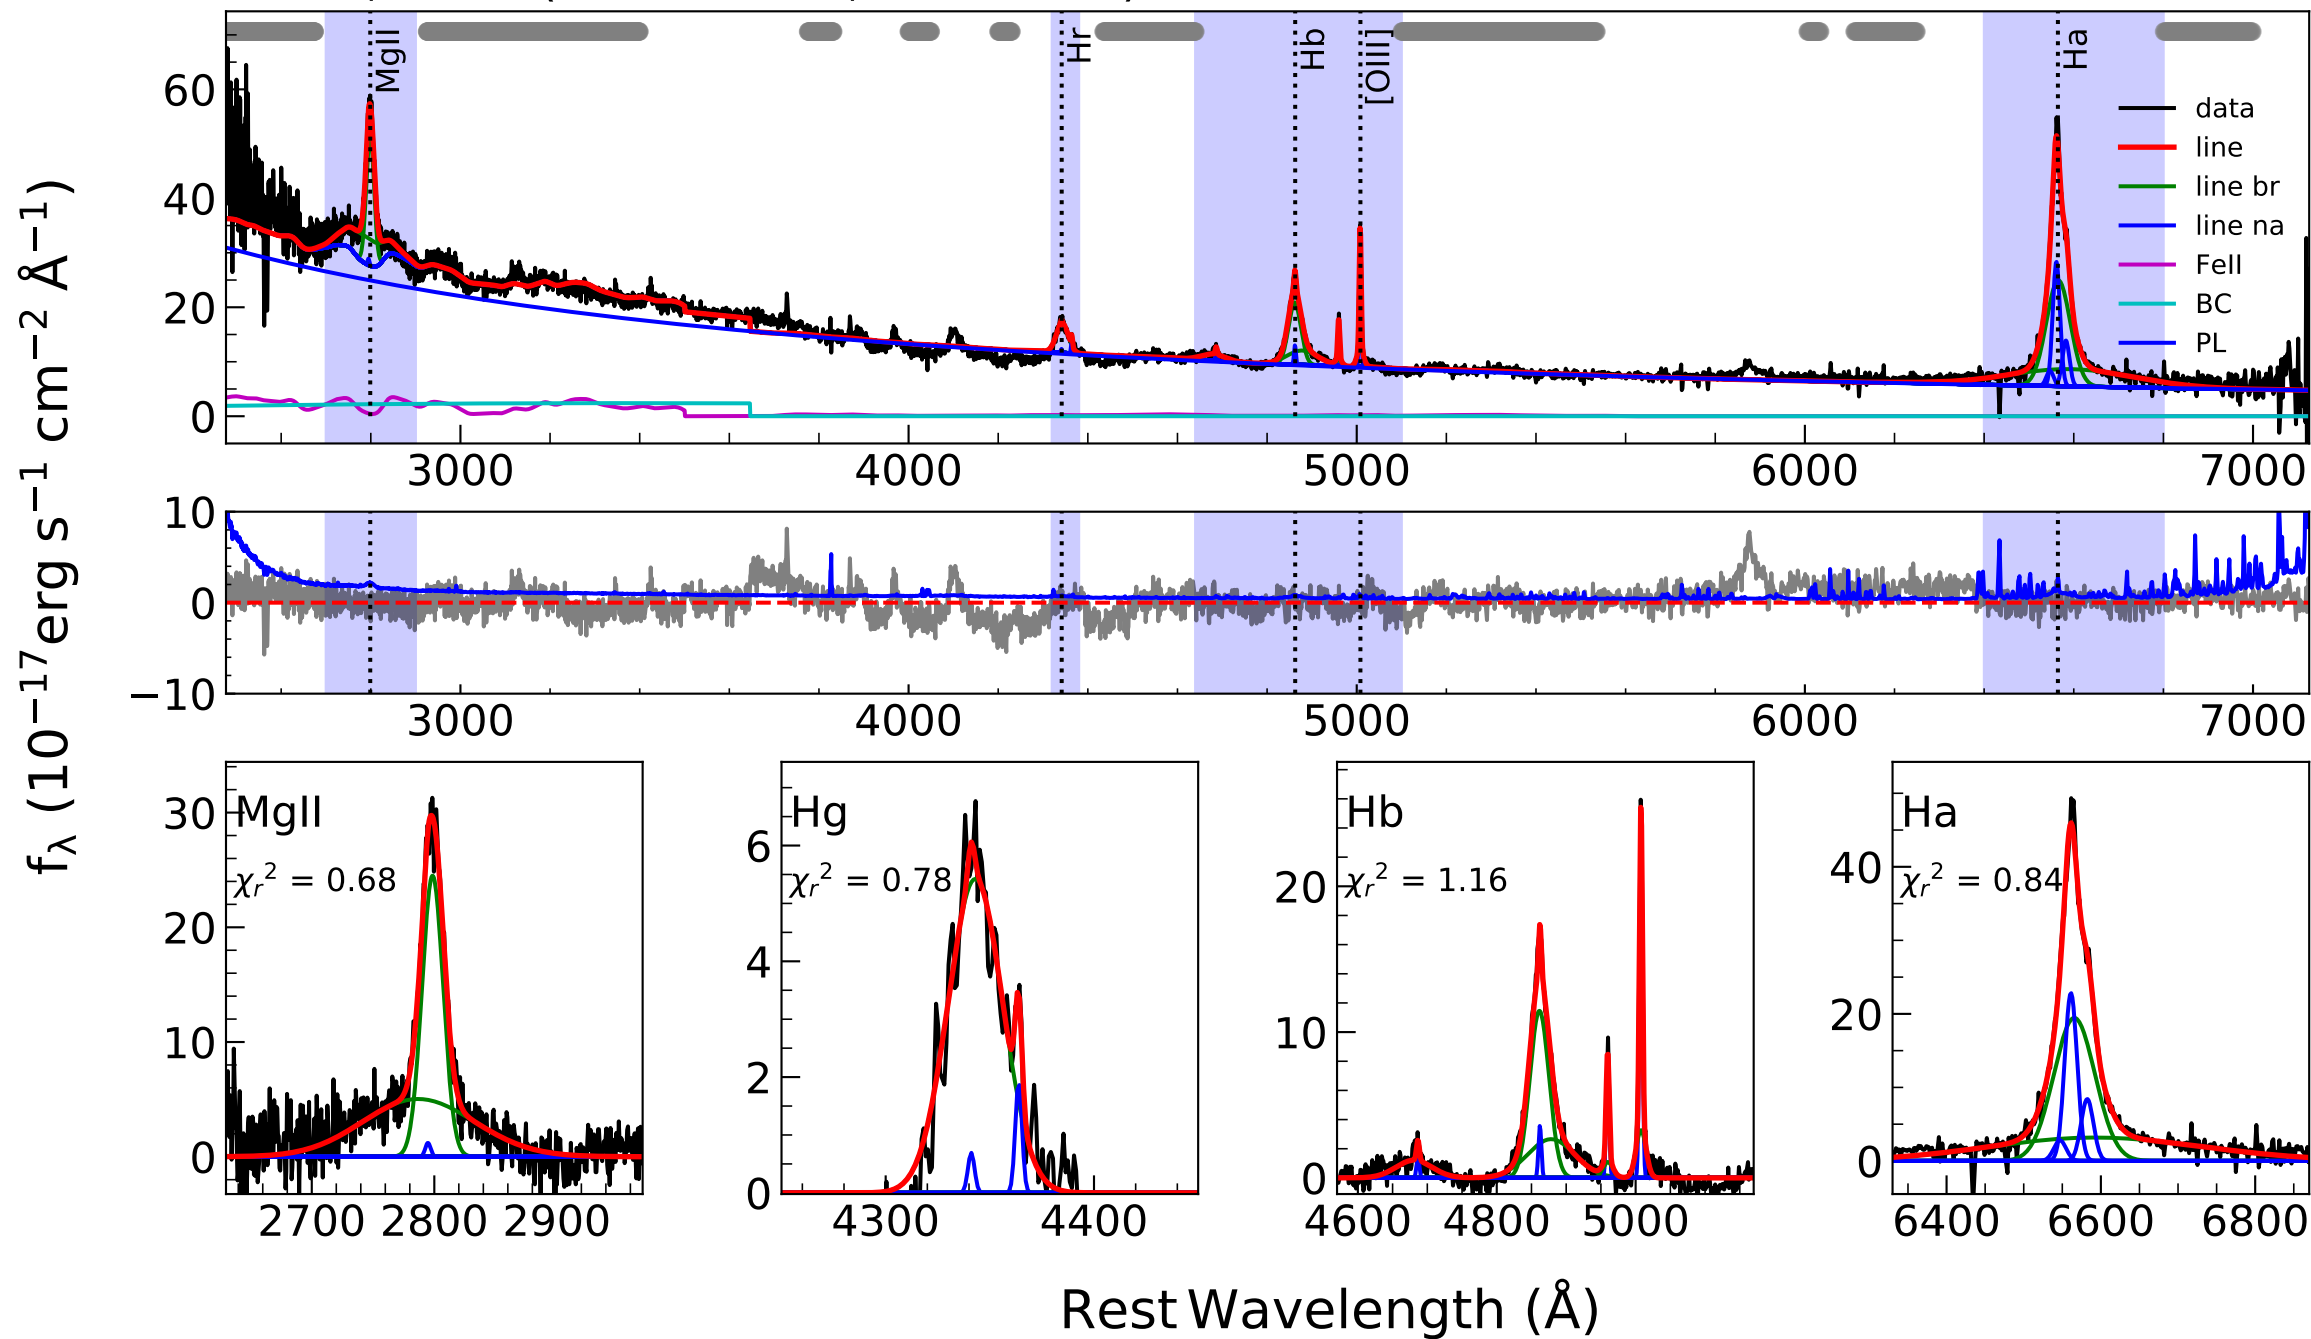 f_λ (10^−17 erg s^−1 cm^−2 Å^−1)
MgII
Hr
Hb
[OIII]
Ha
60
40
20
0
data
line
line br
line na
FeII
BC
PL
3000 4000 5000 6000 7000
10
0
−10
3000 4000 5000 6000 7000
MgII
χ_r^2 = 0.68
30
20
10
0
2700 2800 2900
Hg
χ_r^2 = 0.78
6
4
2
0
4300 4400
Hb
χ_r^2 = 1.16
20
10
0
4600 4800 5000
Ha
χ_r^2 = 0.84
40
20
0
6400 6600 6800
Rest Wavelength (Å)